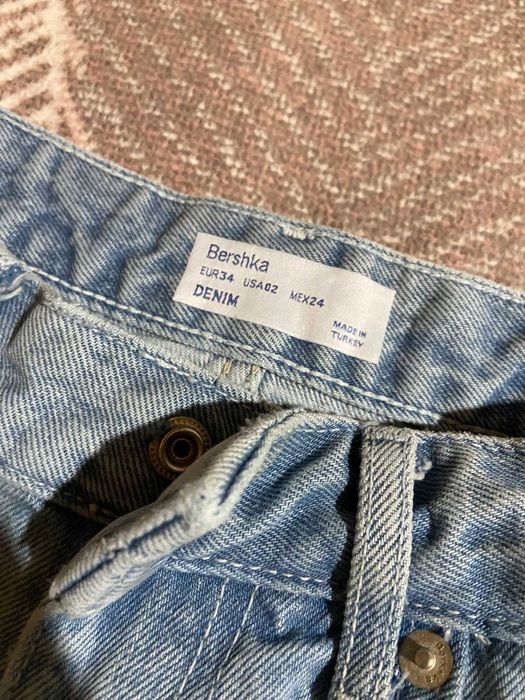 Bershka
EUR34 USA02 MEX24
DENIM
MADE IN
TURKEY